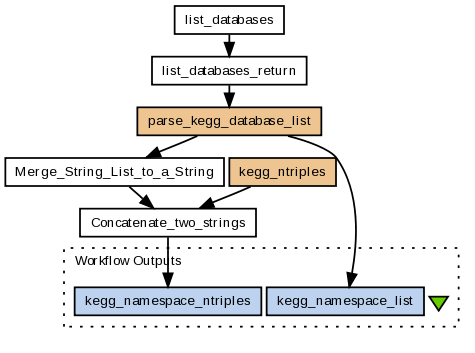 list_databases
list_databases_return
parse_kegg_database_list
Merge_String_List_to_a_String
kegg_ntriples
Concatenate_two_strings
Workflow Outputs
kegg_namespace_ntriples
kegg_namespace_list